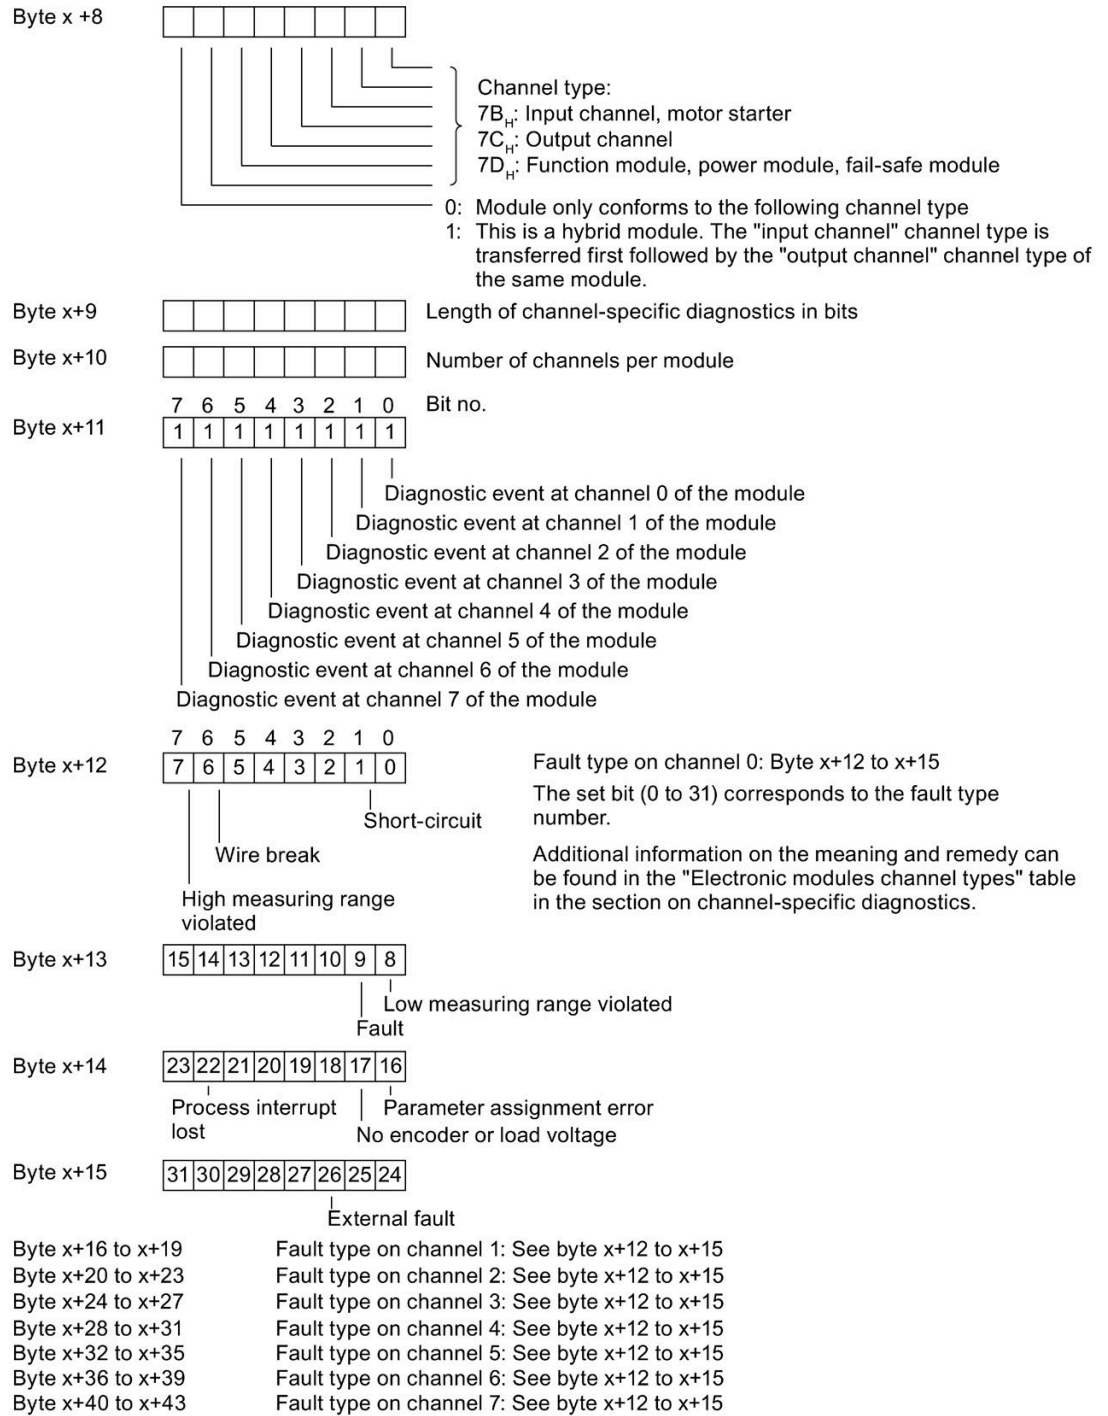 Byte x +8
Channel type:
7BH: Input channel, motor starter
7CH: Output channel
7DH: Function module, power module, fail-safe module
0: Module only conforms to the following channel type
1: This is a hybrid module. The "input channel" channel type is
transferred first followed by the "output channel" channel type of
the same module.
Byte x+9 Length of channel-specific diagnostics in bits
Byte x+10 Number of channels per module
7 6 5 4 3 2 1 0 Bit no.
Byte x+11 1 1 1 1 1 1 1 1
Diagnostic event at channel 0 of the module
Diagnostic event at channel 1 of the module
Diagnostic event at channel 2 of the module
Diagnostic event at channel 3 of the module
Diagnostic event at channel 4 of the module
Diagnostic event at channel 5 of the module
Diagnostic event at channel 6 of the module
Diagnostic event at channel 7 of the module
7 6 5 4 3 2 1 0
Byte x+12 7 6 5 4 3 2 1 0
Short-circuit
Wire break
High measuring range
violated
Fault type on channel 0: Byte x+12 to x+15
The set bit (0 to 31) corresponds to the fault type
number.
Additional information on the meaning and remedy can
be found in the "Electronic modules channel types" table
in the section on channel-specific diagnostics.
Byte x+13 15 14 13 12 11 10 9 8
Low measuring range violated
Fault
Byte x+14 23 22 21 20 19 18 17 16
Process interrupt
lost
Parameter assignment error
No encoder or load voltage
Byte x+15 31 30 29 28 27 26 25 24
External fault
Byte x+16 to x+19 Fault type on channel 1: See byte x+12 to x+15
Byte x+20 to x+23 Fault type on channel 2: See byte x+12 to x+15
Byte x+24 to x+27 Fault type on channel 3: See byte x+12 to x+15
Byte x+28 to x+31 Fault type on channel 4: See byte x+12 to x+15
Byte x+32 to x+35 Fault type on channel 5: See byte x+12 to x+15
Byte x+36 to x+39 Fault type on channel 6: See byte x+12 to x+15
Byte x+40 to x+43 Fault type on channel 7: See byte x+12 to x+15